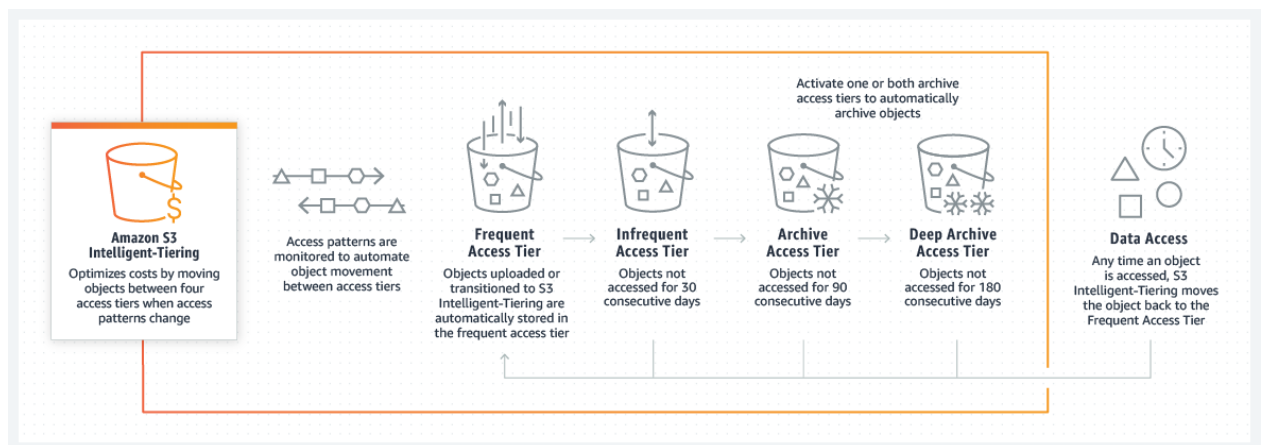 Amazon S3
Intelligent-Tiering
Optimizes costs by moving
objects between four
access tiers when access
patterns change
Access patterns are
monitored to automate
object movement
between access tiers
Frequent
Access Tier
Objects uploaded or
transitioned to S3
Intelligent-Tiering are
automatically stored in
the frequent access tier
Infrequent
Access Tier
Objects not
accessed for 30
consecutive days
Activate one or both archive
access tiers to automatically
archive objects
Archive
Access Tier
Objects not
accessed for 90
consecutive days
Deep Archive
Access Tier
Objects not
accessed for 180
consecutive days
Data Access
Any time an object
is accessed, S3
Intelligent-Tiering moves
the object back to the
Frequent Access Tier